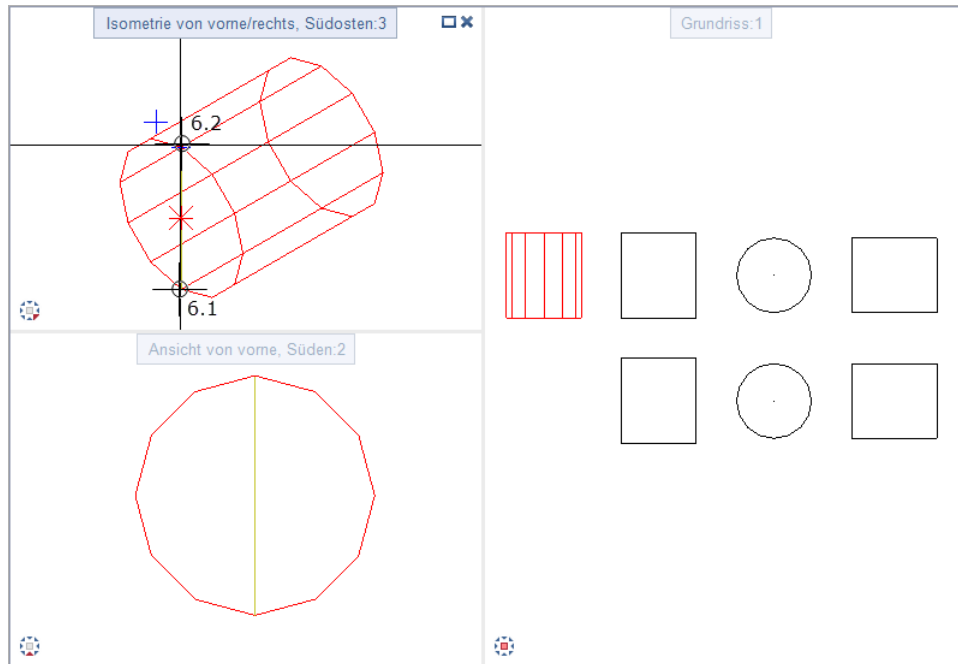 Isometrie von vorne/rechts, Südosten:3
6.2
6.1
Ansicht von vorne, Süden:2
Grundriss:1